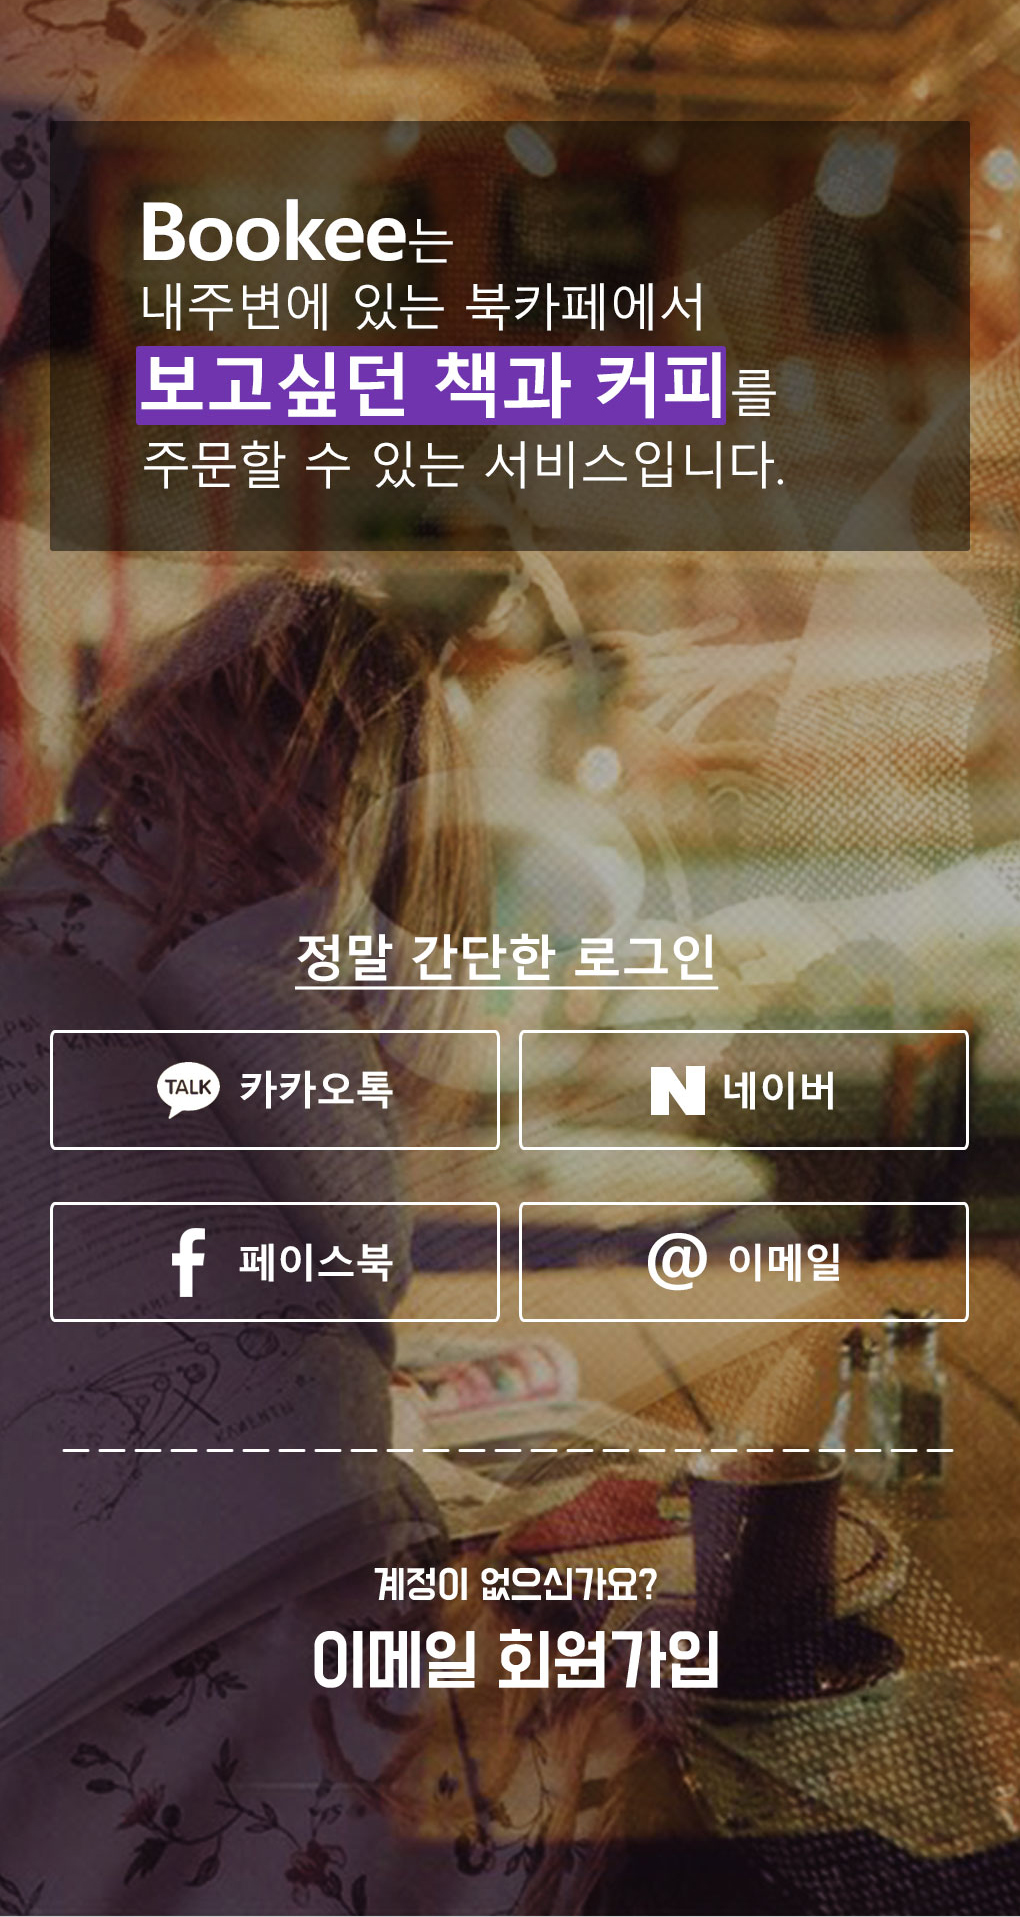 Bookee는
내주변에 있는 북카페에서
보고싶던 책과 커피를
주문할 수 있는 서비스입니다.
정말 간단한 로그인
TALK 카카오톡
N 네이버
f 페이스북
@ 이메일
계정이 없으신가요?
이메일 회원가입